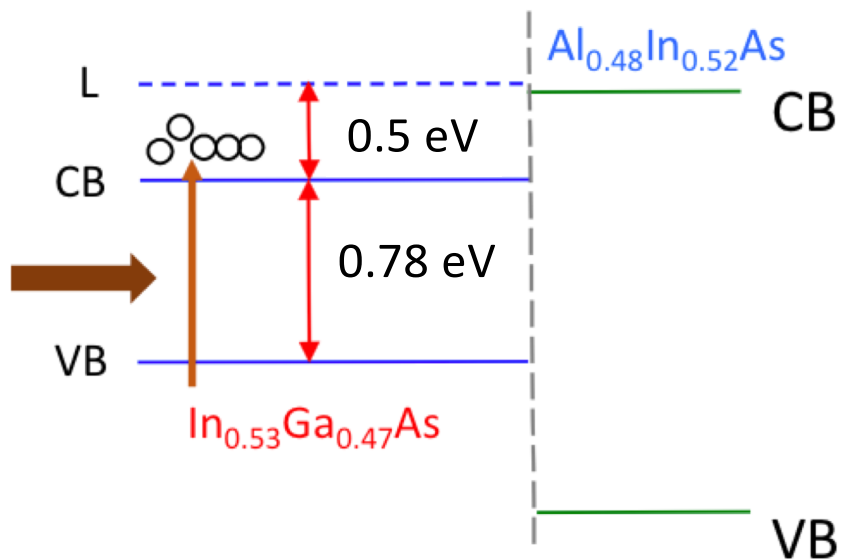 Al0.48In0.52As
L
CB
0.5 eV
CB
0.78 eV
VB
In0.53Ga0.47As
VB